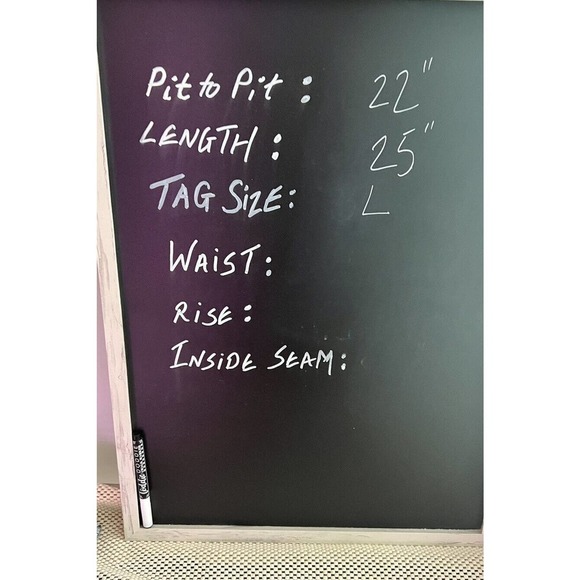 Pit to Pit: 22"
LENGTH: 25"
TAG SIZE: L
WAIST:
RISE:
INSIDE SEAM: